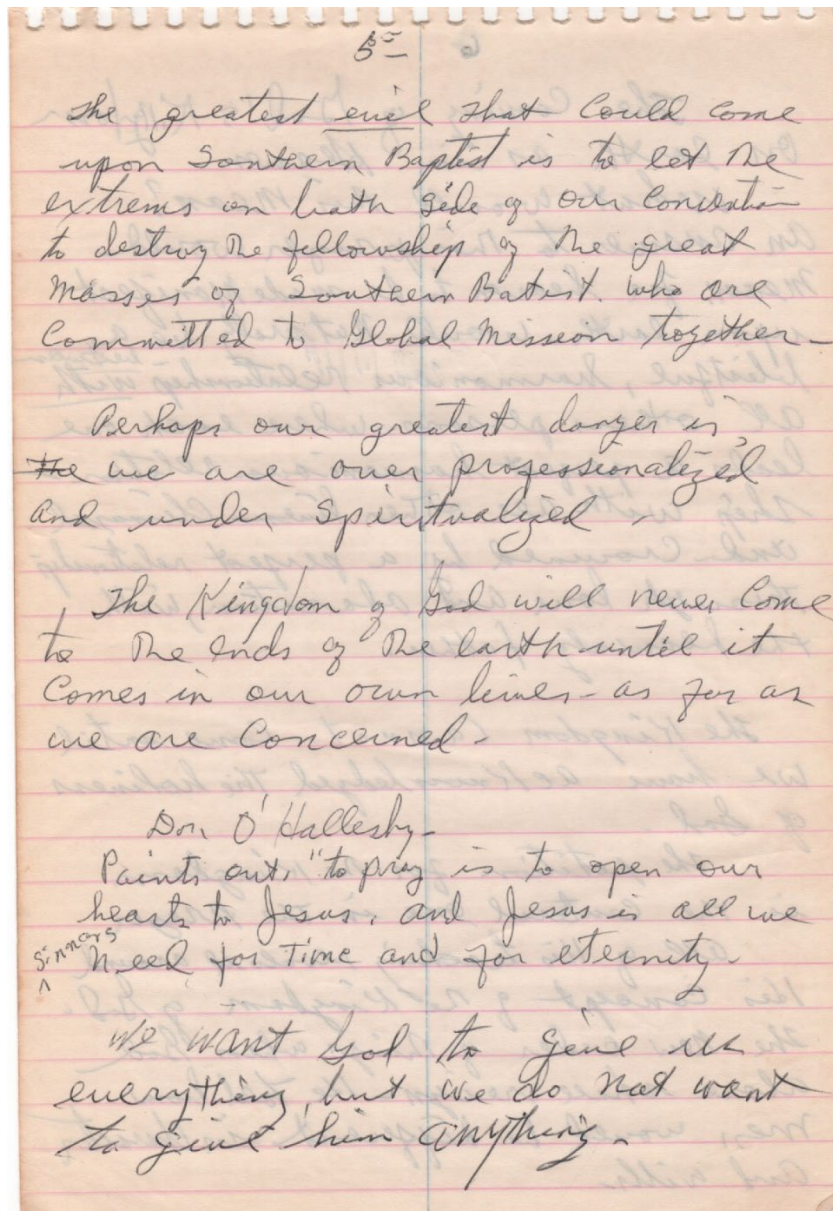 5-
The greatest evil that could come
upon Southern Baptist is to let the
extrems on both side of our Convention
to destroy the fellowship of the great
Masses of Southern Batist. who are
Committed to Global Mission together-
Perhaps our greatest danger is
the we are over professionalized
and under Spiritualized.
The Kingdom of God will never Come
to the ends of the earth until it
Comes in our own lives - as far as
we are Concerned-
Don O'Hallesby-
Points out, "to pray is to open our
hearts to Jesus. And Jesus is all we
sinners need, for Time and for eternity.
We want God to give us
everything, but we do not want
to give him anything.